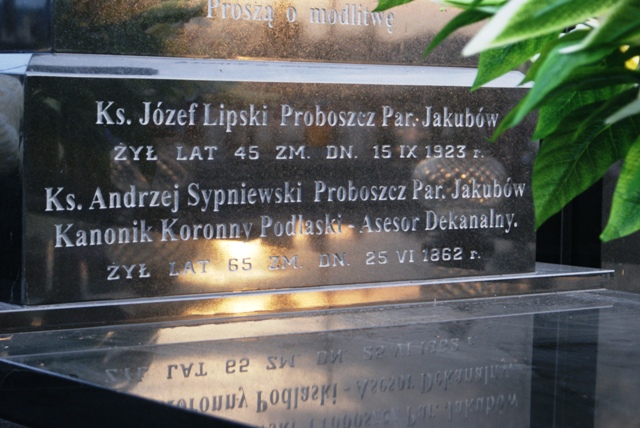 Proszą o modlitwę
Ks. Józef Lipski Proboszcz Par. Jakubów
ŻYŁ LAT 45 ZM. DN. 15 IX 1923 r.
Ks. Andrzej Sypniewski Proboszcz Par. Jakubów
Kanonik Koronny Podlaski - Asesor Dekanalny.
ŻYŁ LAT 65 ZM. DN. 25 VI 1862 r.